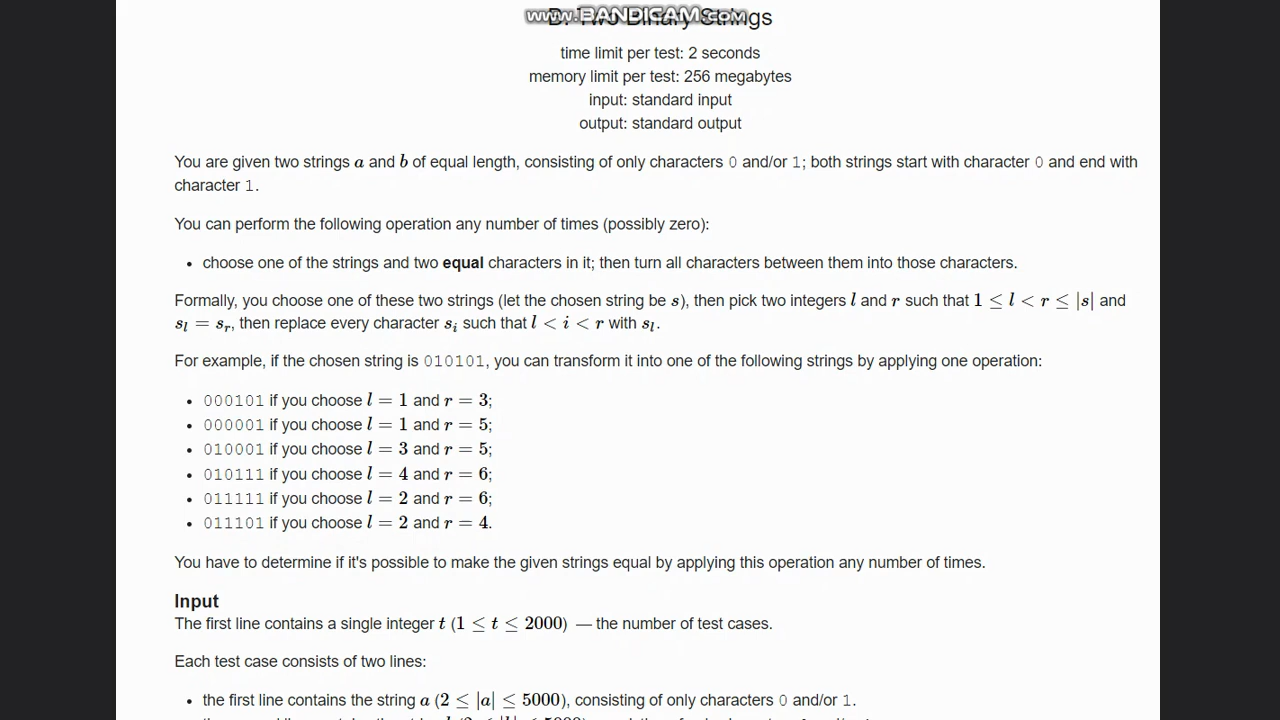 www.BANDICAM.com
B. Two Binary Strings
time limit per test: 2 seconds
memory limit per test: 256 megabytes
input: standard input
output: standard output
You are given two strings a and b of equal length, consisting of only characters 0 and/or 1; both strings start with character 0 and end with
character 1.
You can perform the following operation any number of times (possibly zero):
• choose one of the strings and two equal characters in it; then turn all characters between them into those characters.
Formally, you choose one of these two strings (let the chosen string be s), then pick two integers l and r such that 1 ≤ l < r ≤ |s| and
s_l = s_r, then replace every character s_i such that l < i < r with s_l.
For example, if the chosen string is 010101, you can transform it into one of the following strings by applying one operation:
• 000101 if you choose l = 1 and r = 3;
• 000001 if you choose l = 1 and r = 5;
• 010001 if you choose l = 3 and r = 5;
• 010111 if you choose l = 4 and r = 6;
• 011111 if you choose l = 2 and r = 6;
• 011101 if you choose l = 2 and r = 4.
You have to determine if it's possible to make the given strings equal by applying this operation any number of times.
Input
The first line contains a single integer t (1 ≤ t ≤ 2000) — the number of test cases.
Each test case consists of two lines:
• the first line contains the string a (2 ≤ |a| ≤ 5000), consisting of only characters 0 and/or 1.